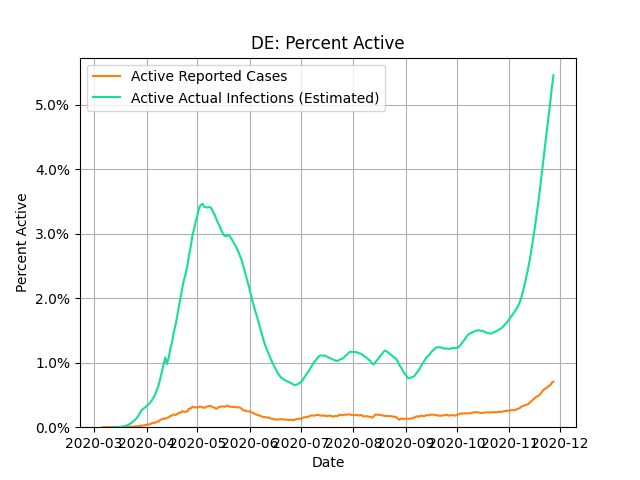 DE: Percent Active
Active Reported Cases
Active Actual Infections (Estimated)
5.0%
4.0%
3.0%
2.0%
1.0%
0.0%
Percent Active
2020-03 2020-04 2020-05 2020-06 2020-07 2020-08 2020-09 2020-10 2020-11 2020-12
Date